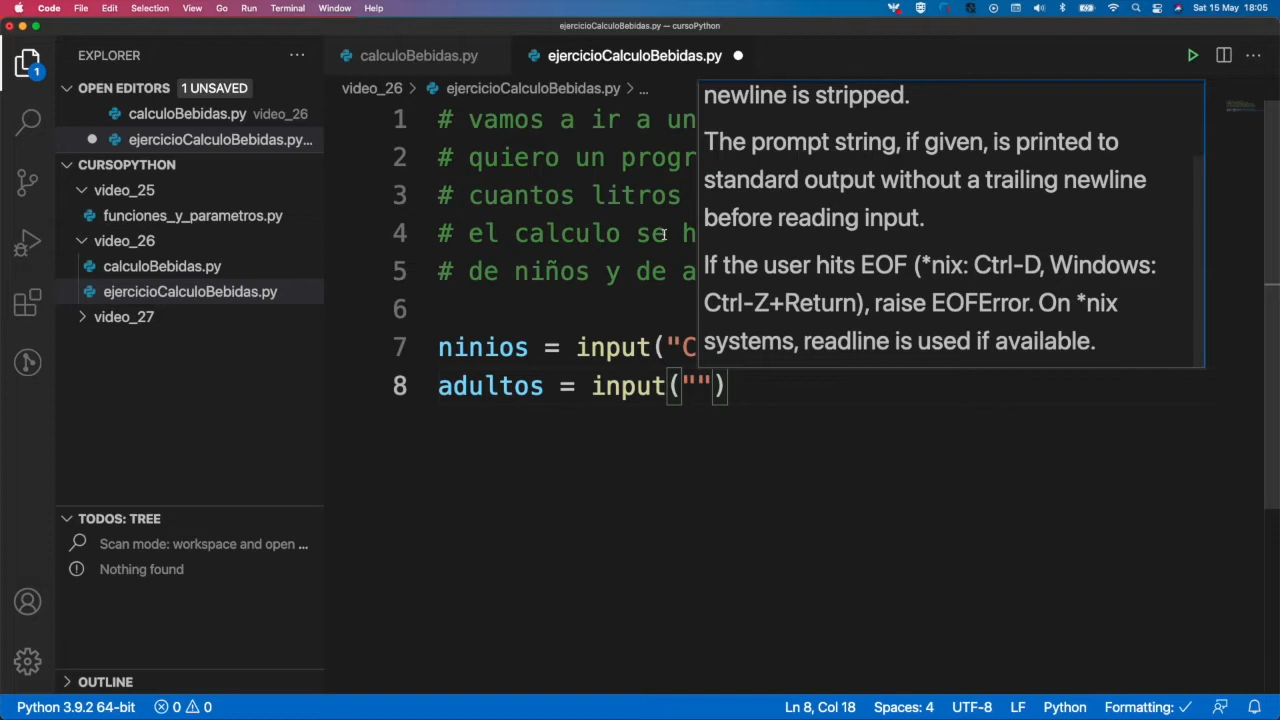 Code File Edit Selection View Go Run Terminal Window Help Sat 15 May 18:05
ejercicioCalculoBebidas.py — cursoPython
1
EXPLORER
OPEN EDITORS 1 UNSAVED
calculoBebidas.py video_26
ejercicioCalculoBebidas.py...
CURSOPYTHON
video_25
funciones_y_parametros.py
video_26
calculoBebidas.py
ejercicioCalculoBebidas.py
video_27
TODOS: TREE
Scan mode: workspace and open ...
Nothing found
OUTLINE
calculoBebidas.py ejercicioCalculoBebidas.py
video_26 > ejercicioCalculoBebidas.py > ...
1 # vamos a ir a un
2 # quiero un progr
3 # cuantos litros
4 # el calculo se h
5 # de niños y de a
6
7 ninios = input("C
8 adultos = input("")
newline is stripped.
The prompt string, if given, is printed to
standard output without a trailing newline
before reading input.
If the user hits EOF (*nix: Ctrl-D, Windows:
Ctrl-Z+Return), raise EOFError. On *nix
systems, readline is used if available.
Python 3.9.2 64-bit 0 0 Ln 8, Col 18 Spaces: 4 UTF-8 LF Python Formatting: ✓